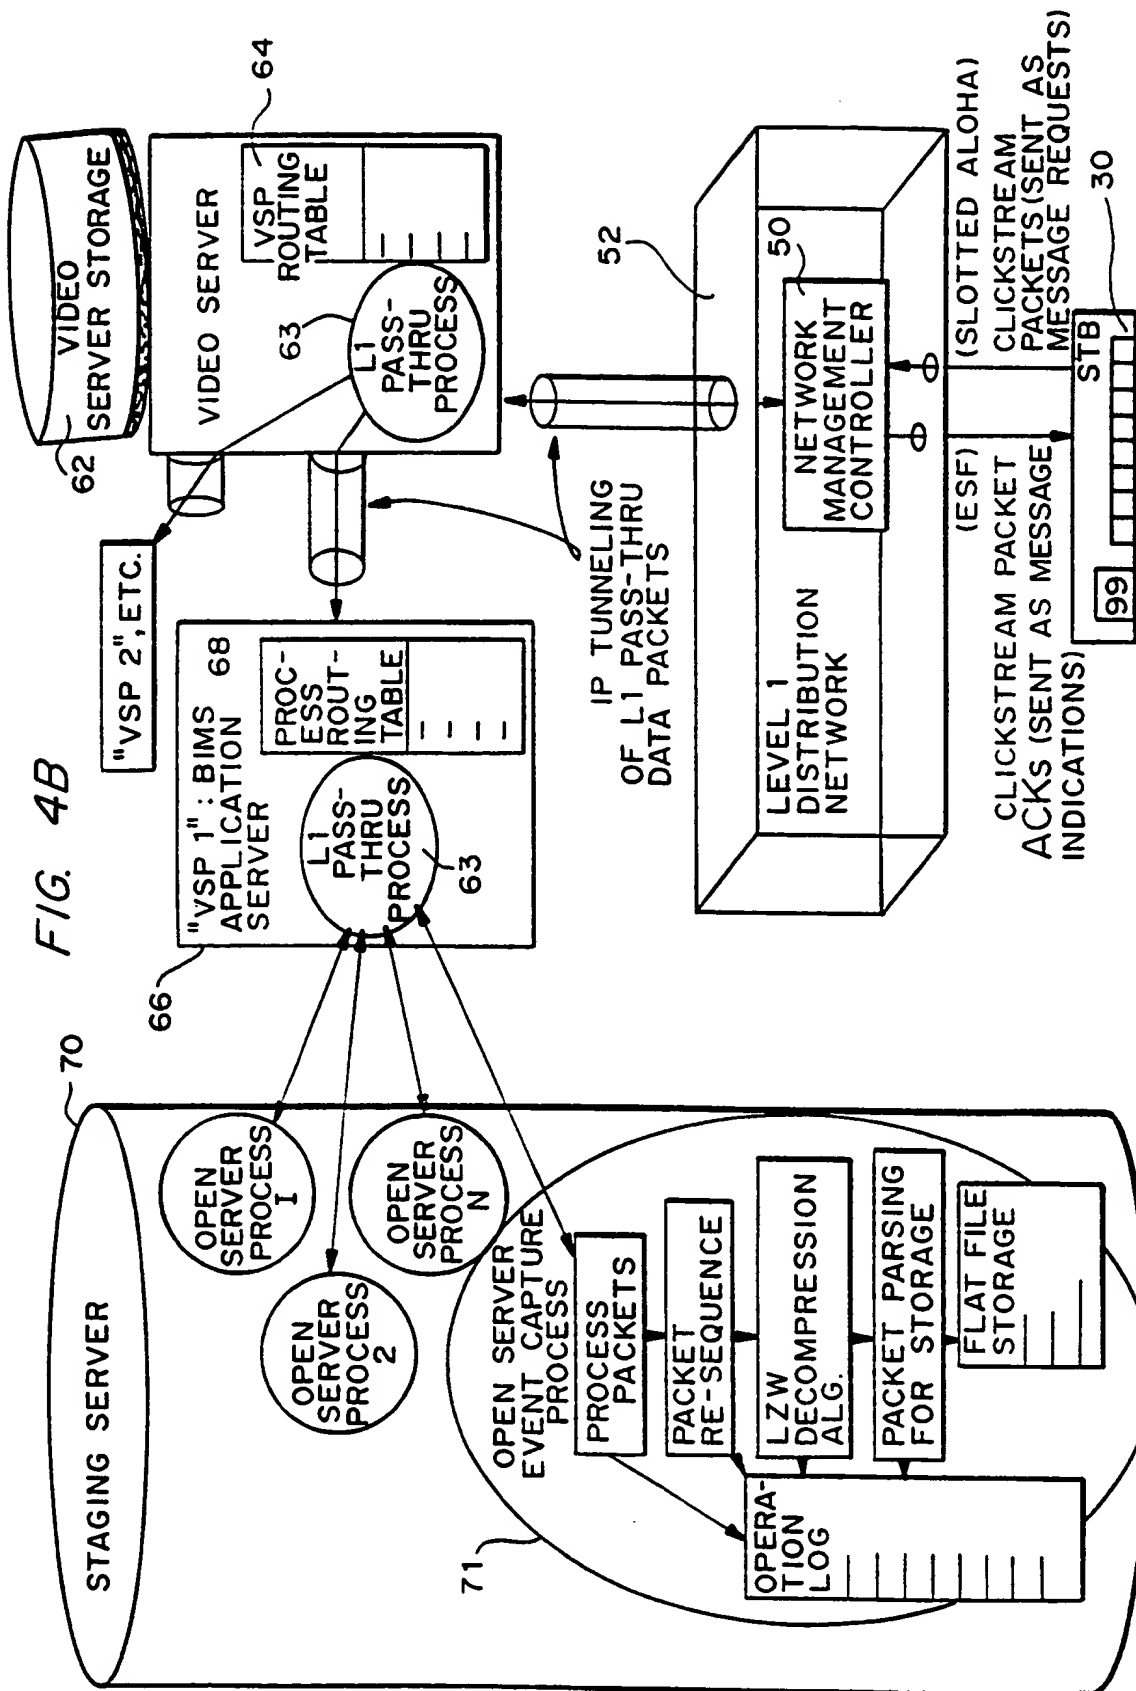 FIG. 4B
STAGING SERVER
70
OPEN
SERVER
PROCESS
I
OPEN
SERVER
PROCESS
2
OPEN
SERVER
PROCESS
N
71
OPEN SERVER
EVENT CAPTURE
PROCESS
PROCESS
PACKETS
PACKET
RE-SEQUENCE
LZW
DECOMPRESSION
ALG.
PACKET PARSING
FOR STORAGE
FLAT FILE
STORAGE
OPERA-
TION
LOG
66
"VSP 1": BIMS
APPLICATION
SERVER
68
PROC-
ESS
ROUT-
ING
TABLE
L1
PASS-
THRU
PROCESS
63
"VSP 2", ETC.
62
VIDEO
SERVER STORAGE
VIDEO SERVER
64
VSP
ROUTING
TABLE
63
L1
PASS-
THRU
PROCESS
IP TUNNELING
OF L1 PASS-THRU
DATA PACKETS
52
LEVEL 1
DISTRIBUTION
NETWORK
50
NETWORK
MANAGEMENT
CONTROLLER
(ESF)
(SLOTTED ALOHA)
CLICKSTREAM PACKET
ACKs (SENT AS MESSAGE
INDICATIONS)
CLICKSTREAM
PACKETS (SENT AS
MESSAGE REQUESTS)
STB
30
99